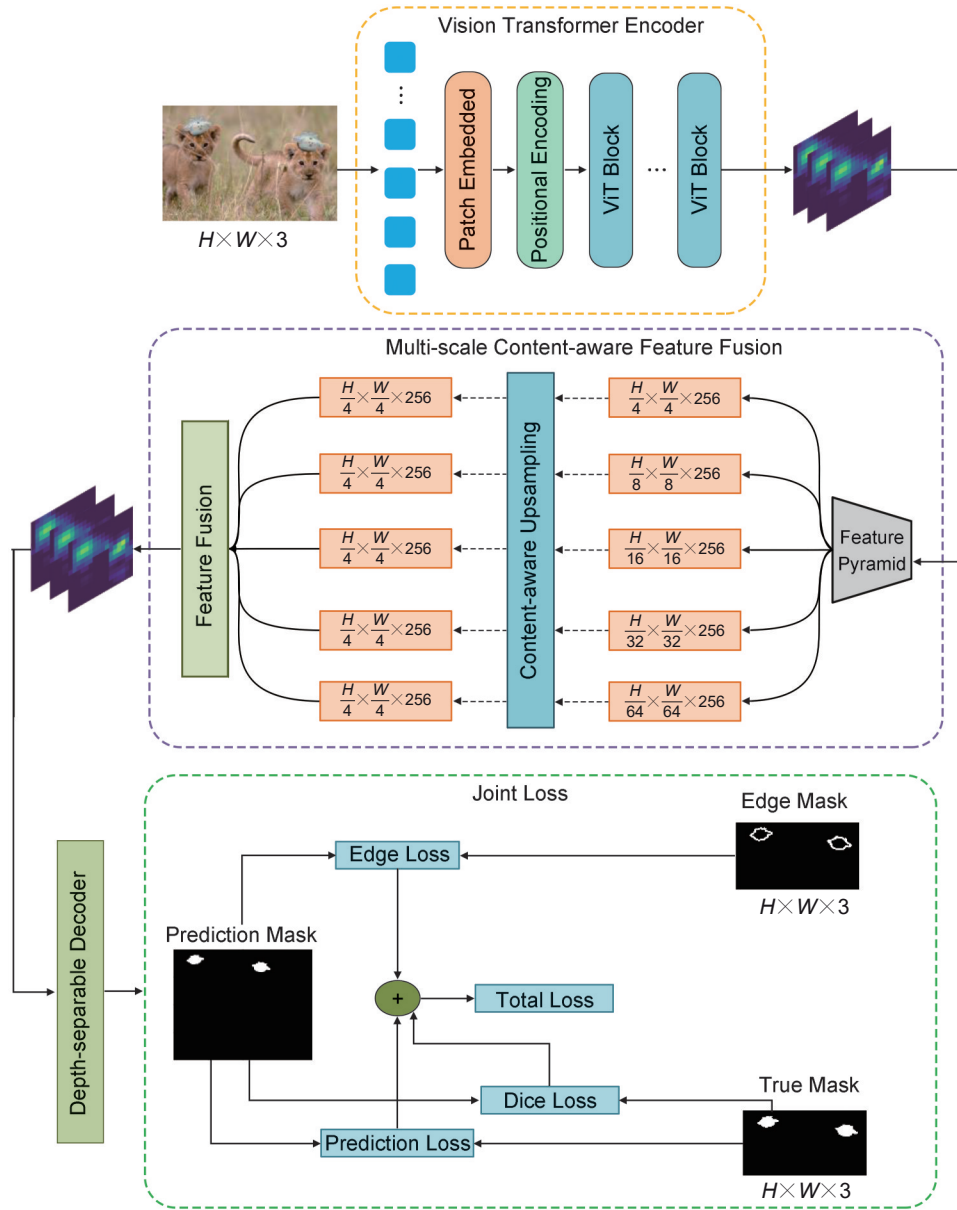 Vision Transformer Encoder
...
Patch Embedded
Positional Encoding
ViT Block
...
ViT Block
H×W×3
Multi-scale Content-aware Feature Fusion
Feature Fusion
H/4×W/4×256
H/4×W/4×256
H/4×W/4×256
H/4×W/4×256
H/4×W/4×256
Content-aware Upsampling
H/4×W/4×256
H/8×W/8×256
H/16×W/16×256
H/32×W/32×256
H/64×W/64×256
Feature
Pyramid
Depth-separable Decoder
Joint Loss
Edge Mask
H×W×3
Edge Loss
Prediction Mask
+
Total Loss
Dice Loss
Prediction Loss
True Mask
H×W×3